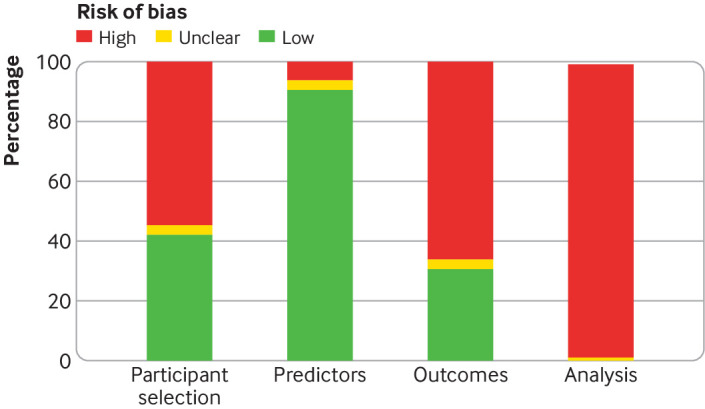 Risk of bias
High Unclear Low
Percentage
100
80
60
40
20
0
Participant selection
Predictors
Outcomes
Analysis